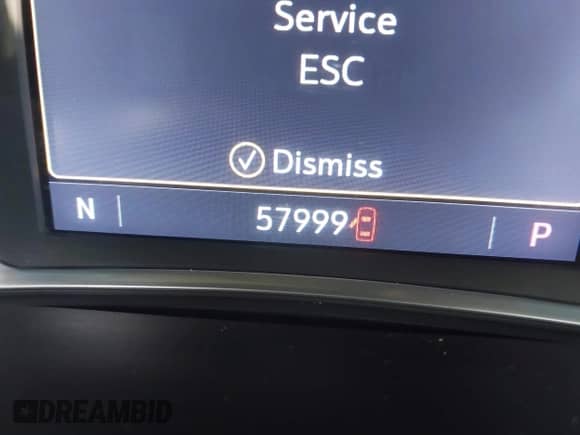 Service
ESC
Dismiss
N 57999 P
DREAMBID